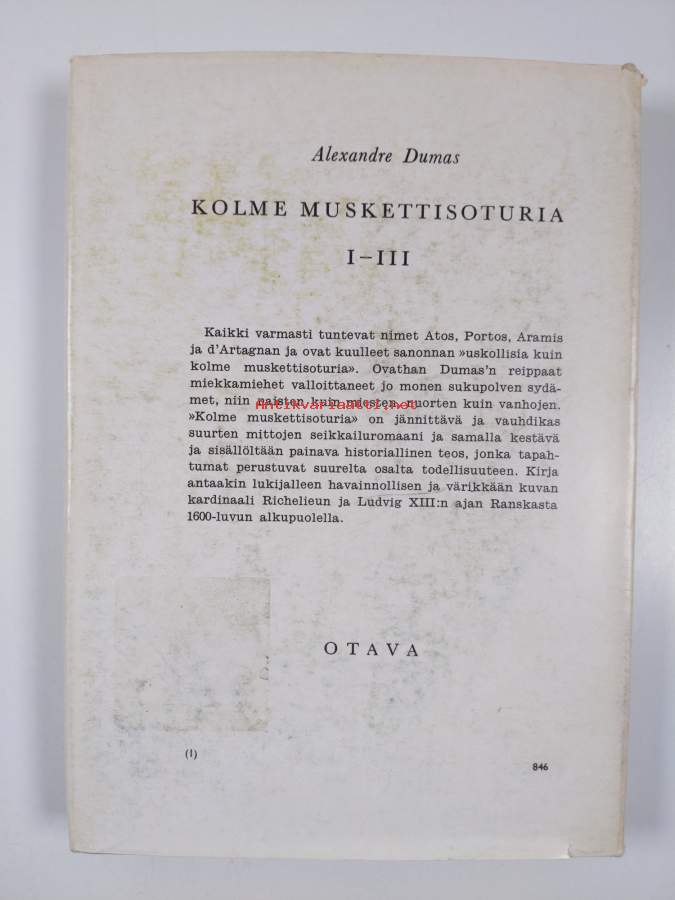 Alexandre Dumas
KOLME MUSKETTISOTURIA
I–III
Kaikki varmasti tuntevat nimet Atos, Portos, Aramis
ja d'Artagnan ja ovat kuulleet sanonnan »uskollisia kuin
kolme muskettisoturia». Ovathan Dumas'n reippaat
miekkamiehet valloittaneet jo monen sukupolven sydä-
met, niin naisten kuin miesten, nuorten kuin vanhojen.
Antikvariaatti.net
»Kolme muskettisoturia» on jännittävä ja vauhdikas
suurten mittojen seikkailuromaani ja samalla kestävä
ja sisällöltään painava historiallinen teos, jonka tapah-
tumat perustuvat suurelta osalta todellisuuteen. Kirja
antaakin lukijalleen havainnollisen ja värikkään kuvan
kardinaali Richelieun ja Ludvig XIII:n ajan Ranskasta
1600-luvun alkupuolella.
OTAVA
(1)
846